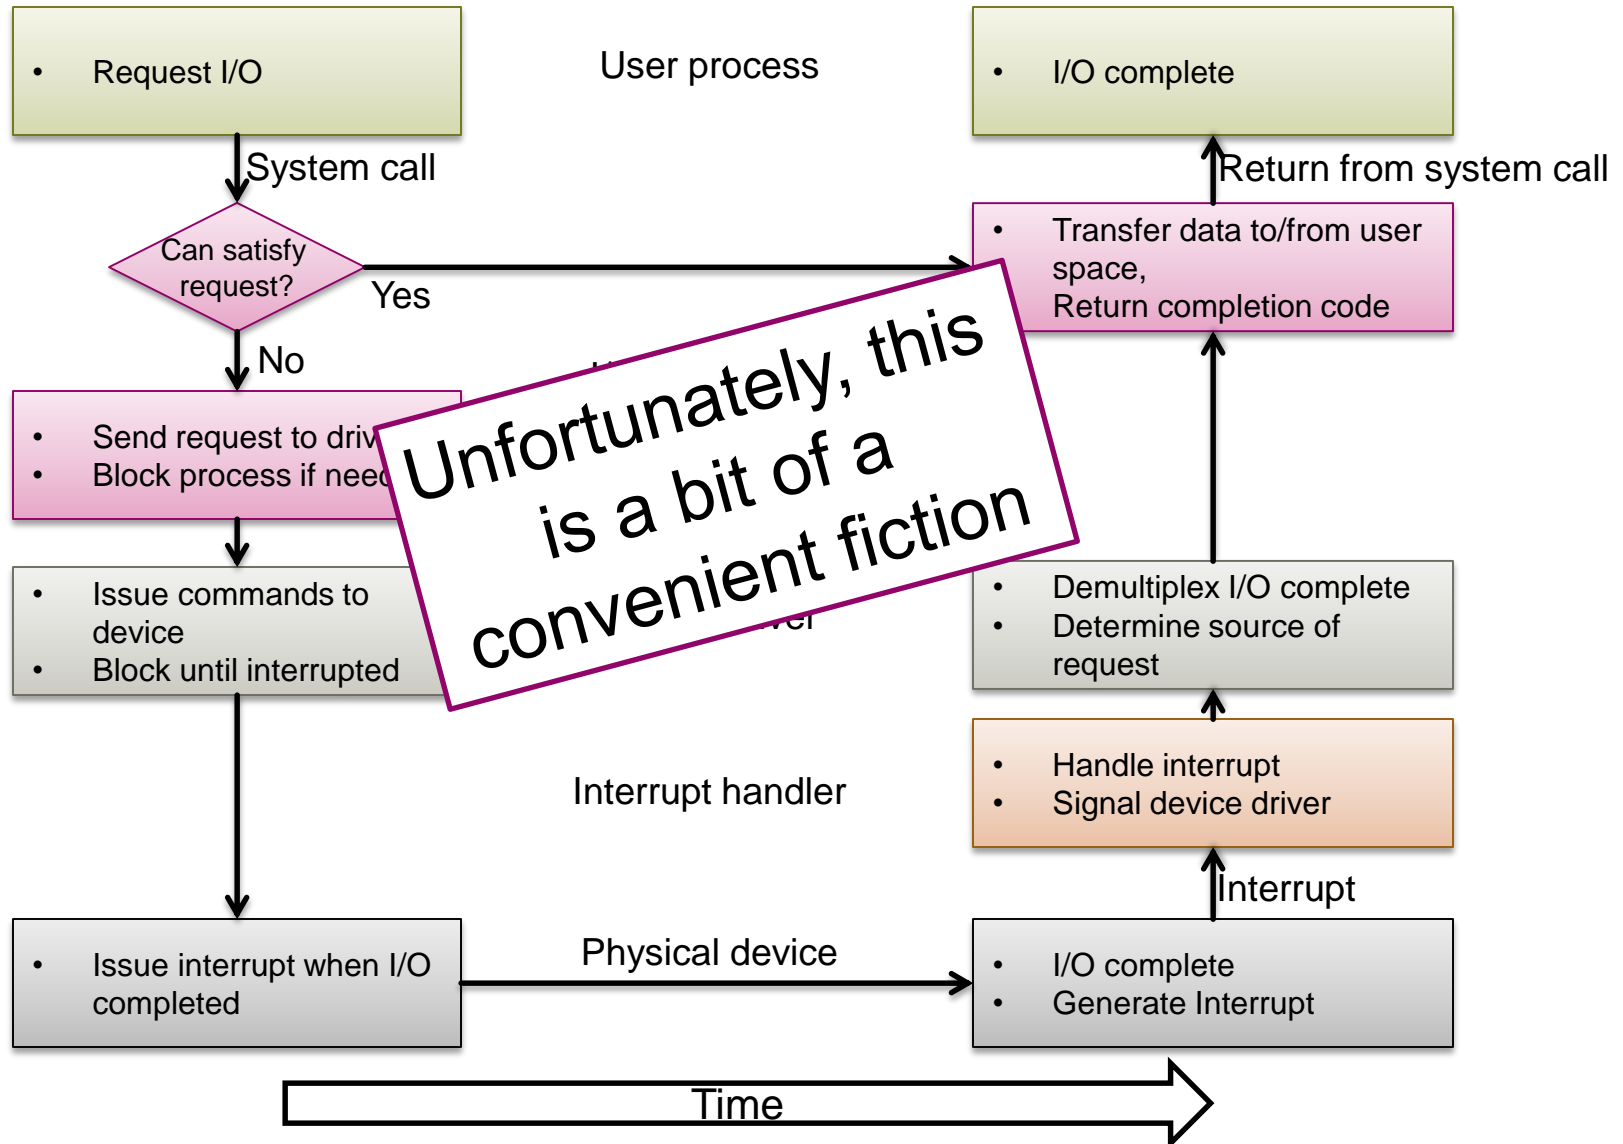 • Request I/O
User process
• I/O complete
System call
Return from system call
Can satisfy
request?
Yes
• Transfer data to/from user
space,
Return completion code
No
Unfortunately, this
is a bit of a
convenient fiction
• Send request to
• Block process if
• Issue commands to
device
• Block until interrupted
• Demultiplex I/O complete
• Determine source of
request
Interrupt handler
• Handle interrupt
• Signal device driver
Interrupt
• Issue interrupt when I/O
completed
Physical device
• I/O complete
• Generate Interrupt
Time